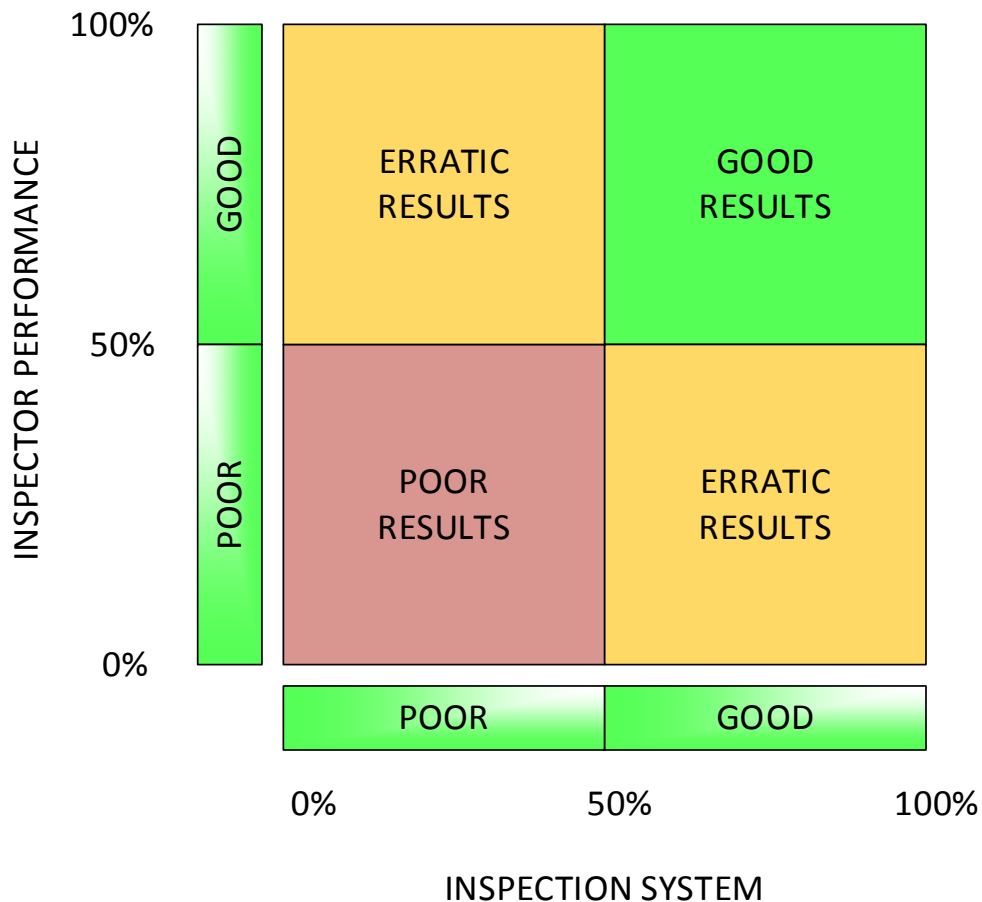 100%
INSPECTOR PERFORMANCE
GOOD
ERRATIC
RESULTS
GOOD
RESULTS
50%
POOR
POOR
RESULTS
ERRATIC
RESULTS
0%
POOR
GOOD
0%
50%
100%
INSPECTION SYSTEM